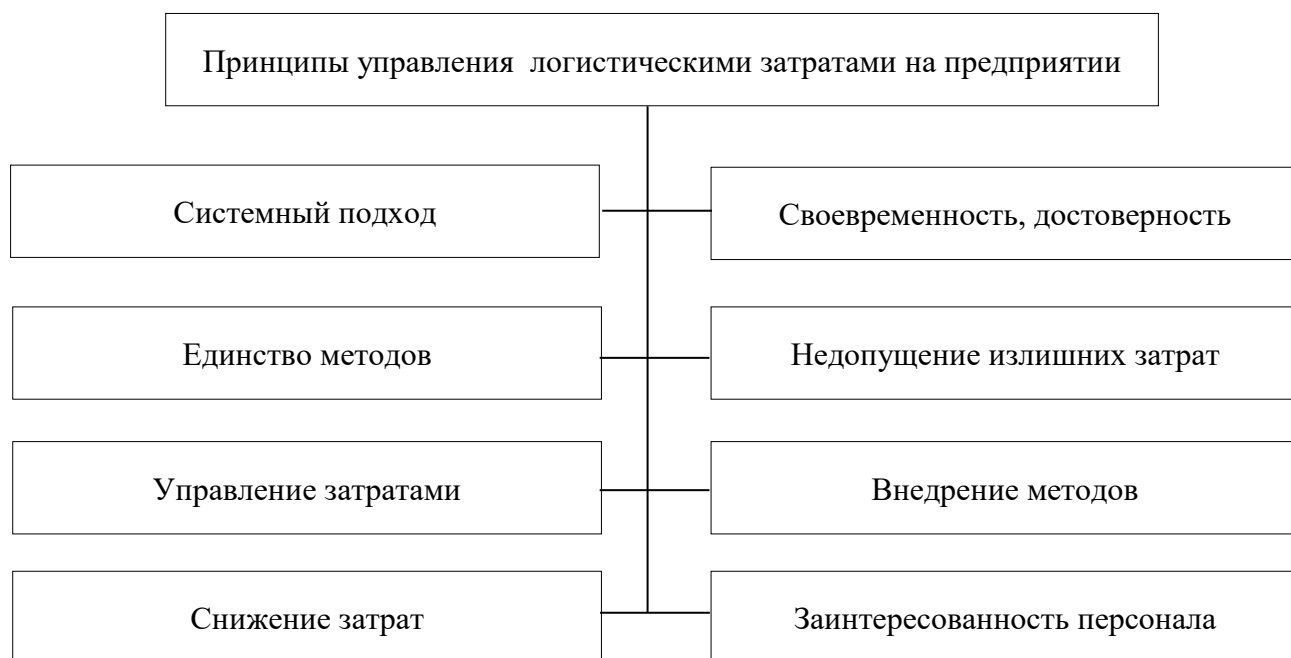 Принципы управления логистическими затратами на предприятии
Системный подход
Своевременность, достоверность
Единство методов
Недопущение излишних затрат
Управление затратами
Внедрение методов
Снижение затрат
Заинтересованность персонала